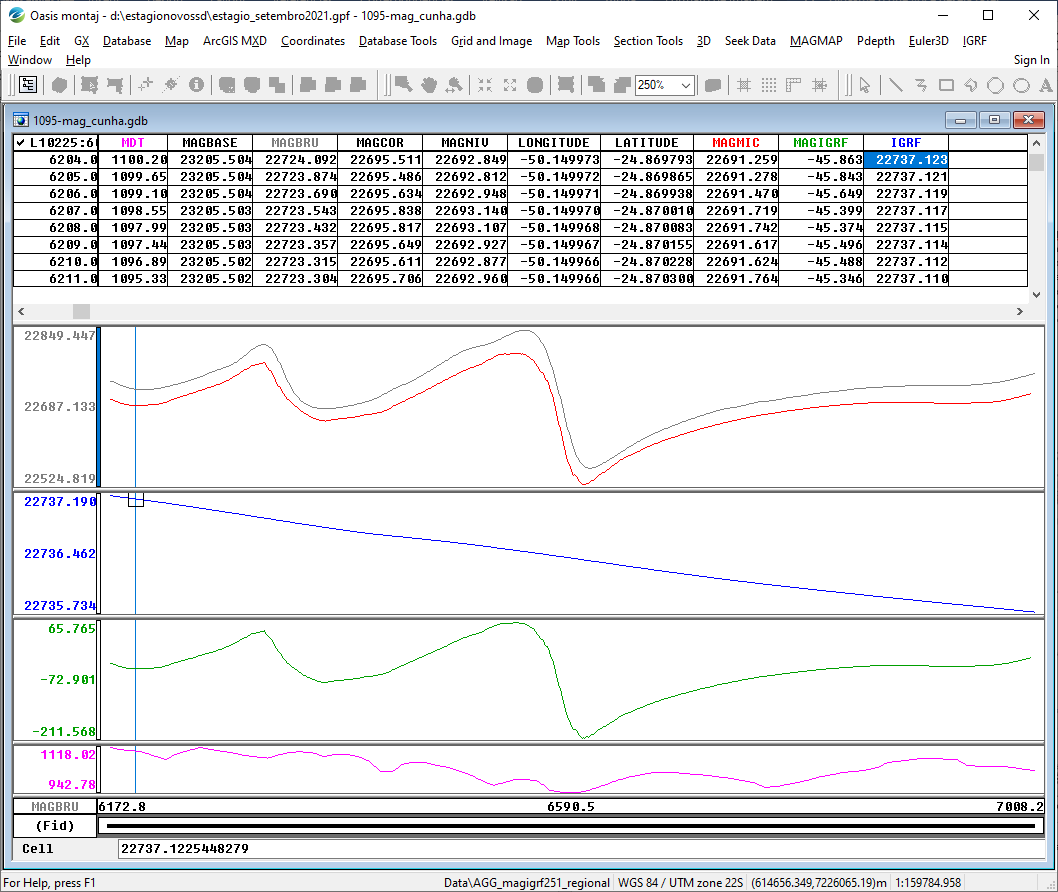 Oasis montaj - d:\estagionovossd\estagio_setembro2021.gpf - 1095-mag_cunha.gdb
File Edit GX Database Map ArcGIS MXD Coordinates Database Tools Grid and Image Map Tools Section Tools 3D Seek Data MAGMAP Pdepth Euler3D IGRF
Window Help Sign In
250%
A
1095-mag_cunha.gdb
L10225:6 MDT MAGBASE MAGBRU MAGCOR MAGNIV LONGITUDE LATITUDE MAGMIC MAGIGRF IGRF
6204.0 1100.20 23205.504 22724.092 22695.511 22692.849 -50.149973 -24.869793 22691.259 -45.863 22737.123
6205.0 1099.65 23205.504 22723.874 22695.486 22692.812 -50.149972 -24.869865 22691.278 -45.843 22737.121
6206.0 1099.10 23205.504 22723.690 22695.634 22692.948 -50.149971 -24.869938 22691.470 -45.649 22737.119
6207.0 1098.55 23205.503 22723.543 22695.838 22693.140 -50.149970 -24.870010 22691.719 -45.399 22737.117
6208.0 1097.99 23205.503 22723.432 22695.817 22693.107 -50.149968 -24.870083 22691.742 -45.374 22737.115
6209.0 1097.44 23205.503 22723.357 22695.649 22692.927 -50.149967 -24.870155 22691.617 -45.496 22737.114
6210.0 1096.89 23205.502 22723.315 22695.611 22692.877 -50.149966 -24.870228 22691.624 -45.488 22737.112
6211.0 1095.33 23205.502 22723.304 22695.706 22692.960 -50.149966 -24.870300 22691.764 -45.346 22737.110
22849.447
22687.133
22524.819
22737.190
22736.462
22735.734
65.765
-72.901
-211.568
1118.02
942.78
MAGBRU 6172.8 6590.5 7008.2
(Fid)
Cell 22737.1225448279
For Help, press F1 Data\AGG_magigrf251_regional WGS 84 / UTM zone 22S (614656.349,7226065.19)m 1:159784.958